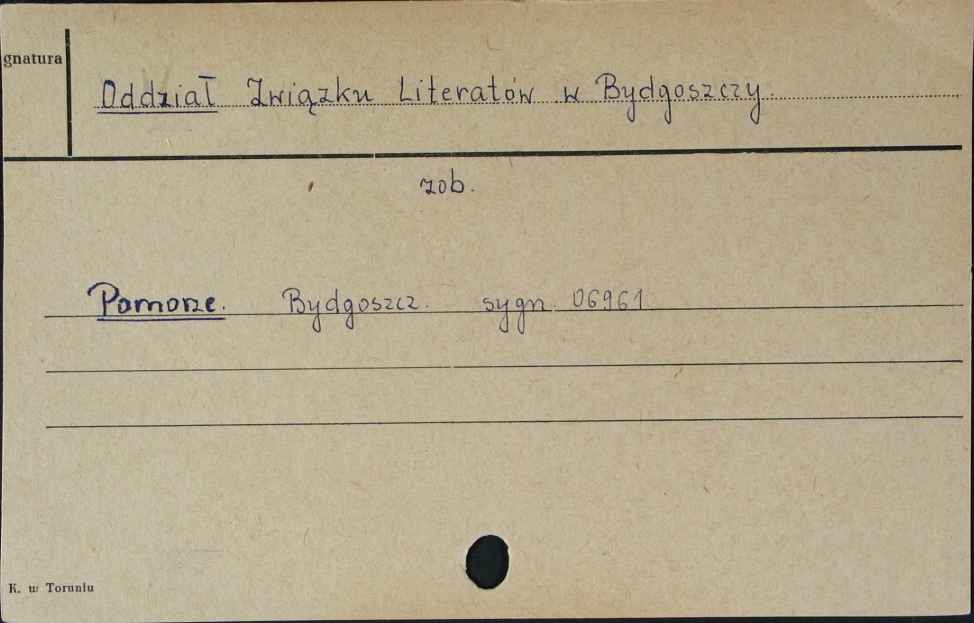 gnatura
Oddział Związku Literatów w Bydgoszczy.
zob.
Pomorze. Bydgoszcz. sygn. 06961
K. w Toruniu